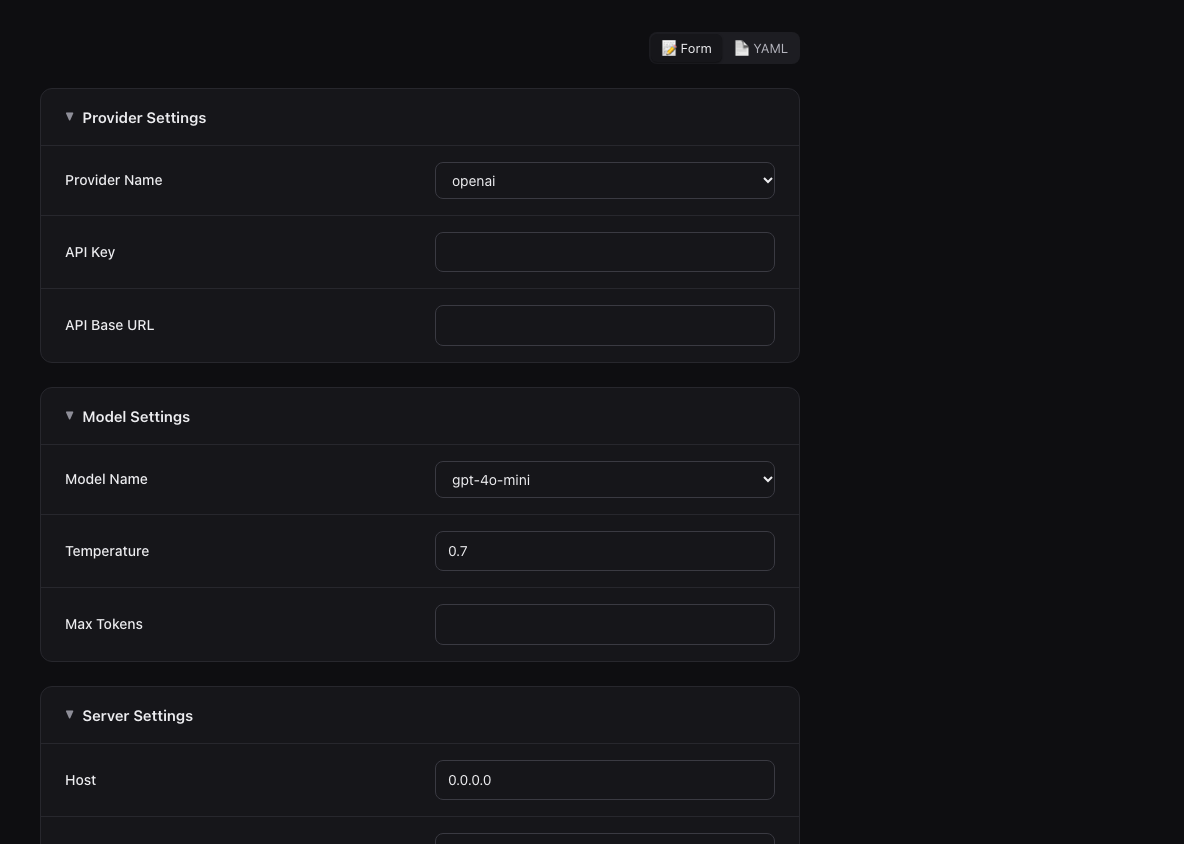 Form YAML
Provider Settings
Provider Name openai
API Key
API Base URL
Model Settings
Model Name gpt-4o-mini
Temperature 0.7
Max Tokens
Server Settings
Host 0.0.0.0